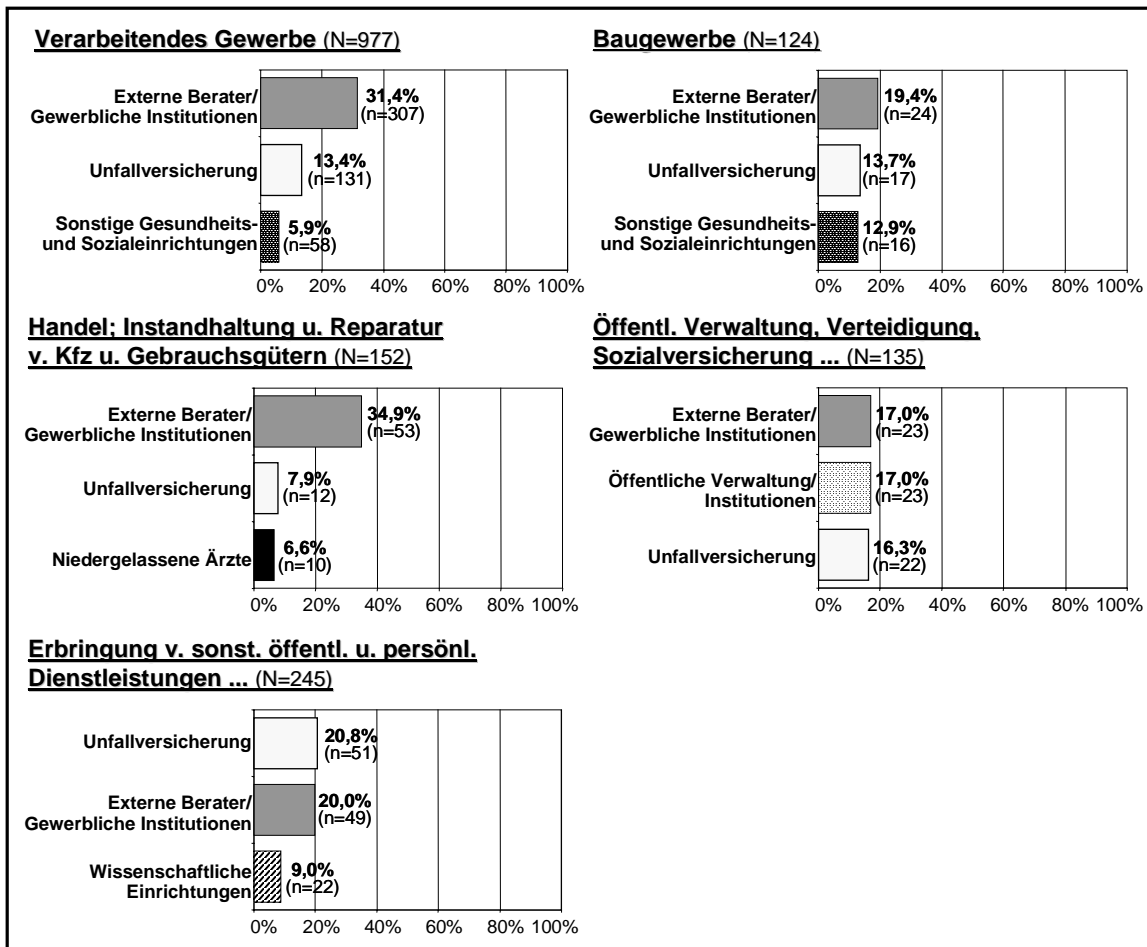 Verarbeitendes Gewerbe (N=977)
Externe Berater/
Gewerbliche Institutionen
31,4%
(n=307)
Unfallversicherung
13,4%
(n=131)
Sonstige Gesundheits-
und Sozialeinrichtungen
5,9%
(n=58)
0% 20% 40% 60% 80% 100%
Baugewerbe (N=124)
Externe Berater/
Gewerbliche Institutionen
19,4%
(n=24)
Unfallversicherung
13,7%
(n=17)
Sonstige Gesundheits-
und Sozialeinrichtungen
12,9%
(n=16)
0% 20% 40% 60% 80% 100%
Handel; Instandhaltung u. Reparatur
v. Kfz u. Gebrauchsgütern (N=152)
Externe Berater/
Gewerbliche Institutionen
34,9%
(n=53)
Unfallversicherung
7,9%
(n=12)
Niedergelassene Ärzte
6,6%
(n=10)
0% 20% 40% 60% 80% 100%
Öffentl. Verwaltung, Verteidigung,
Sozialversicherung ... (N=135)
Externe Berater/
Gewerbliche Institutionen
17,0%
(n=23)
Öffentliche Verwaltung/
Institutionen
17,0%
(n=23)
Unfallversicherung
16,3%
(n=22)
0% 20% 40% 60% 80% 100%
Erbringung v. sonst. öffentl. u. persönl.
Dienstleistungen ... (N=245)
Unfallversicherung
20,8%
(n=51)
Externe Berater/
Gewerbliche Institutionen
20,0%
(n=49)
Wissenschaftliche
Einrichtungen
9,0%
(n=22)
0% 20% 40% 60% 80% 100%